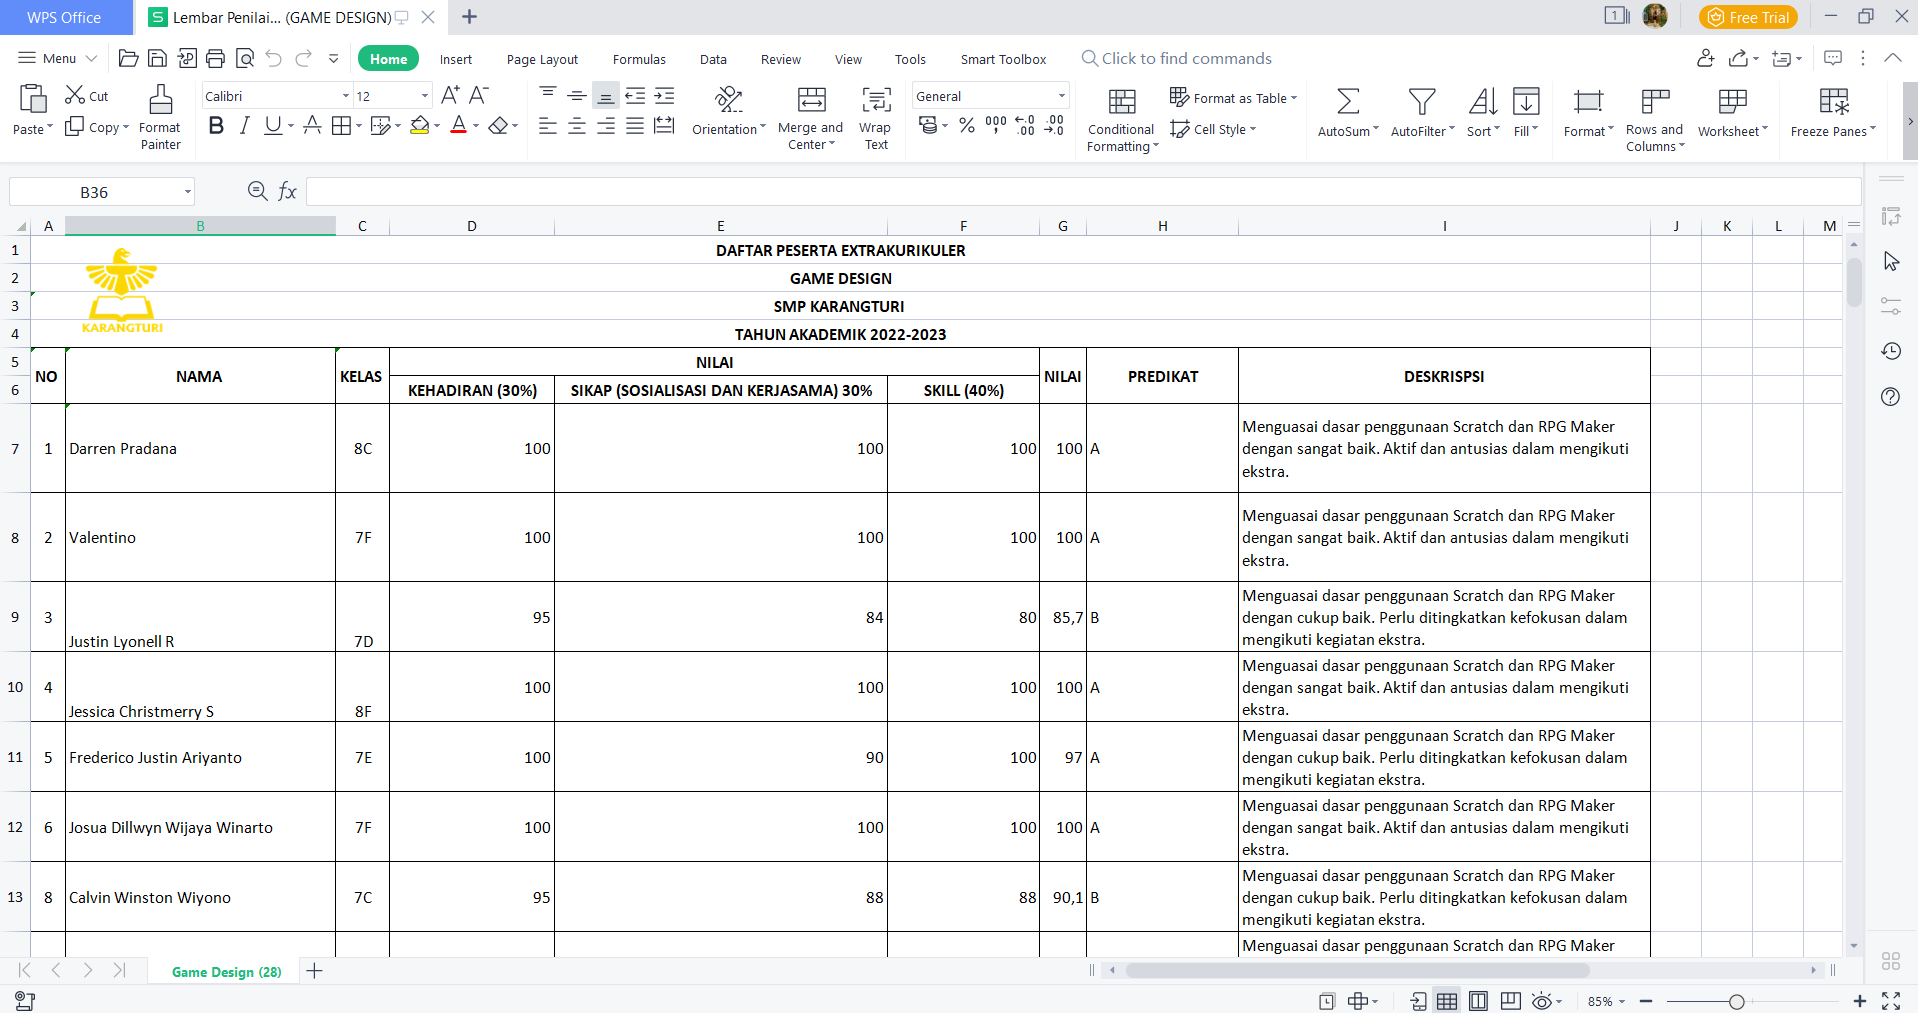 WPS Office
Lembar Penilai... (GAME DESIGN)
1
Free Trial
Menu
Home
Insert
Page Layout
Formulas
Data
Review
View
Tools
Smart Toolbox
Click to find commands
Paste
Cut
Copy
Format
Painter
Calibri
12
Orientation
Merge and
Center
Wrap
Text
General
Conditional
Formatting
Format as Table
Cell Style
AutoSum
AutoFilter
Sort
Fill
Format
Rows and
Columns
Worksheet
Freeze Panes
B36
fx
A B C D E F G H I J K L M
1 DAFTAR PESERTA EXTRAKURIKULER
2 GAME DESIGN
3 SMP KARANGTURI
KARANGTURI
4 TAHUN AKADEMIK 2022-2023
5 NO NAMA KELAS NILAI NILAI PREDIKAT DESKRISPSI
6 KEHADIRAN (30%) SIKAP (SOSIALISASI DAN KERJASAMA) 30% SKILL (40%)
7 1 Darren Pradana 8C 100 100 100 100 A
Menguasai dasar penggunaan Scratch dan RPG Maker
dengan sangat baik. Aktif dan antusias dalam mengikuti
ekstra.
8 2 Valentino 7F 100 100 100 100 A
Menguasai dasar penggunaan Scratch dan RPG Maker
dengan sangat baik. Aktif dan antusias dalam mengikuti
ekstra.
9 3 Justin Lyonell R 7D 95 84 80 85,7 B
Menguasai dasar penggunaan Scratch dan RPG Maker
dengan cukup baik. Perlu ditingkatkan kefokusan dalam
mengikuti kegiatan ekstra.
10 4 Jessica Christmerry S 8F 100 100 100 100 A
Menguasai dasar penggunaan Scratch dan RPG Maker
dengan sangat baik. Aktif dan antusias dalam mengikuti
ekstra.
11 5 Frederico Justin Ariyanto 7E 100 90 100 97 A
Menguasai dasar penggunaan Scratch dan RPG Maker
dengan cukup baik. Perlu ditingkatkan kefokusan dalam
mengikuti kegiatan ekstra.
12 6 Josua Dillwyn Wijaya Winarto 7F 100 100 100 100 A
Menguasai dasar penggunaan Scratch dan RPG Maker
dengan sangat baik. Aktif dan antusias dalam mengikuti
ekstra.
13 8 Calvin Winston Wiyono 7C 95 88 88 90,1 B
Menguasai dasar penggunaan Scratch dan RPG Maker
dengan cukup baik. Perlu ditingkatkan kefokusan dalam
mengikuti kegiatan ekstra.
Menguasai dasar penggunaan Scratch dan RPG Maker
Game Design (28)
85%